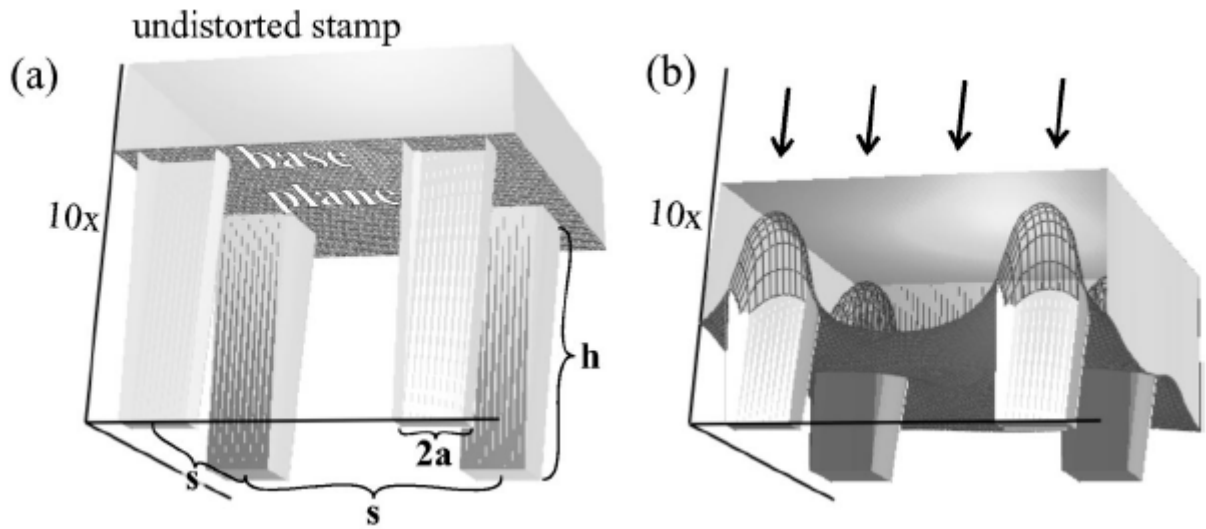 undistorted stamp
(a)
base
plane
10x
h
2a
s
s
(b)
10x